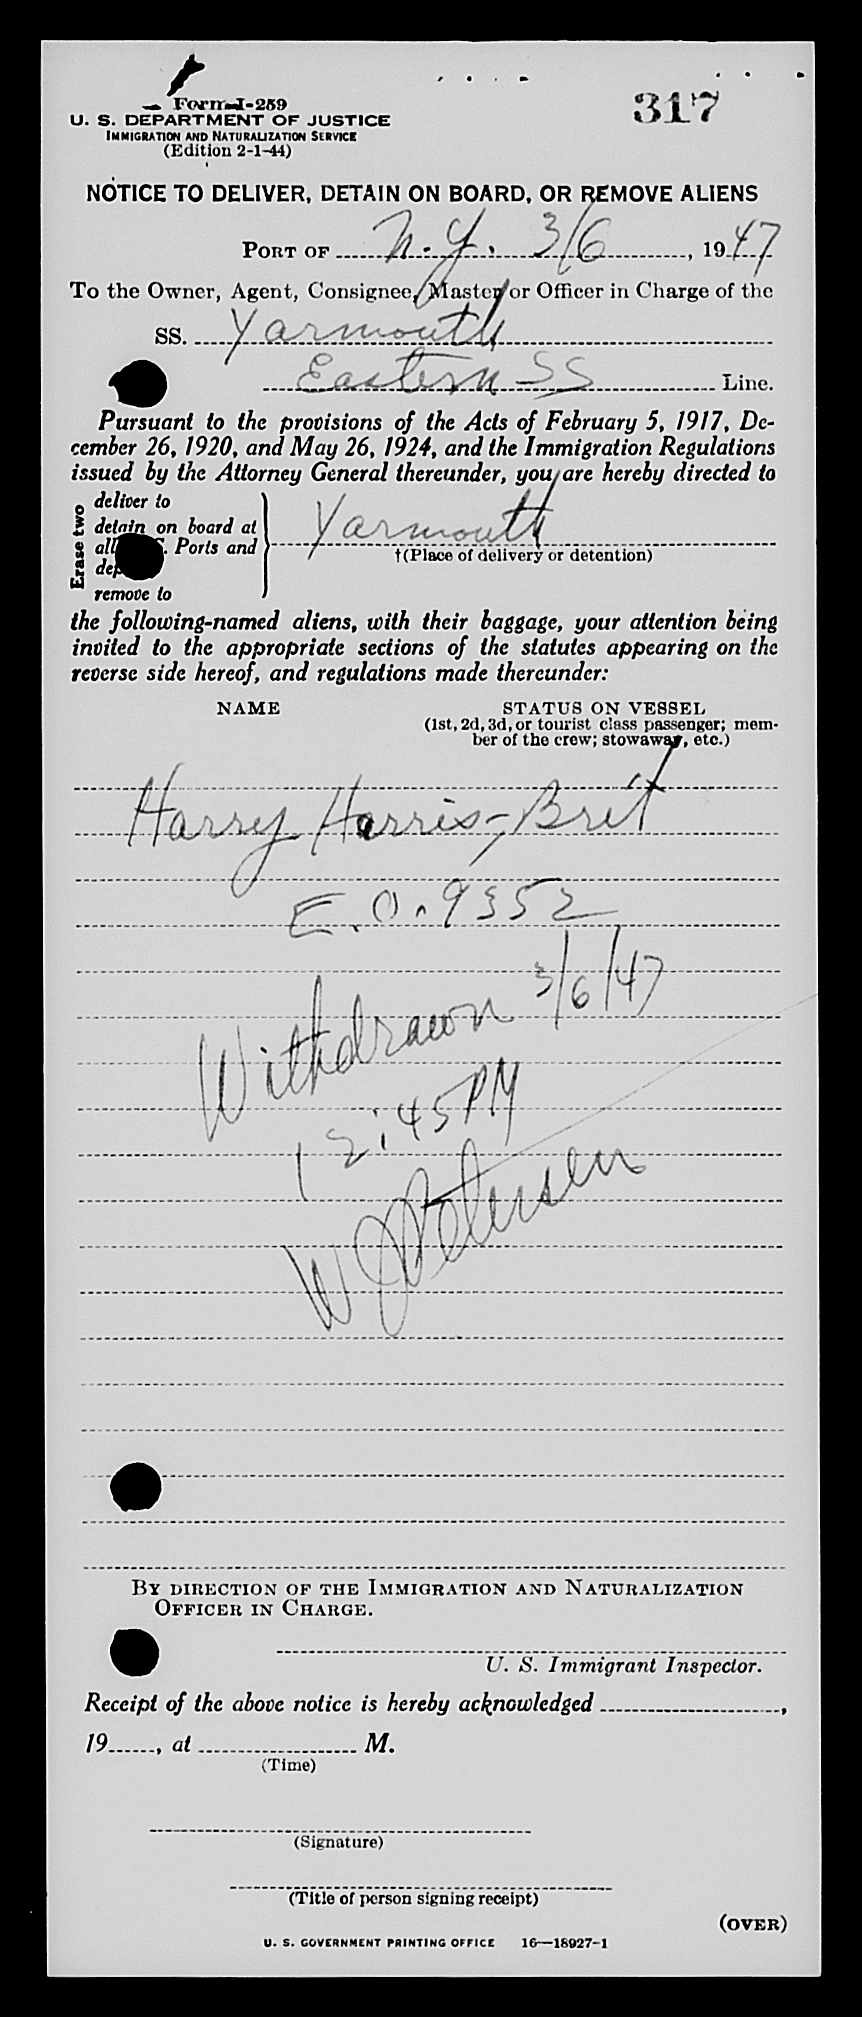 Form I-259
317
U. S. DEPARTMENT OF JUSTICE
IMMIGRATION AND NATURALIZATION SERVICE
(Edition 2-1-44)
NOTICE TO DELIVER, DETAIN ON BOARD, OR REMOVE ALIENS
PORT OF N.Y. 3/6, 1947
To the Owner, Agent, Consignee, Master or Officer in Charge of the
SS. Yarmouth
Eastern SS Line.
Pursuant to the provisions of the Acts of February 5, 1917, De-
cember 26, 1920, and May 26, 1924, and the Immigration Regulations
issued by the Attorney General thereunder, you are hereby directed to
Erase two
deliver to
detain on board at
all Ports and
remove to
Yarmouth
†(Place of delivery or detention)
the following-named aliens, with their baggage, your attention being
invited to the appropriate sections of the statutes appearing on the
reverse side hereof, and regulations made thereunder:
NAME STATUS ON VESSEL
(1st, 2d, 3d, or tourist class passenger; mem-
ber of the crew; stowaway, etc.)
Harry Harris, - Brit
E.O. 9352
Withdrawn 3/6/47
12:45PM
W J Petersen
BY DIRECTION OF THE IMMIGRATION AND NATURALIZATION
OFFICER IN CHARGE.
U. S. Immigrant Inspector.
Receipt of the above notice is hereby acknowledged ,
19 , at M.
(Time)
(Signature)
(Title of person signing receipt)
(OVER)
U. S. GOVERNMENT PRINTING OFFICE 16—18927-1